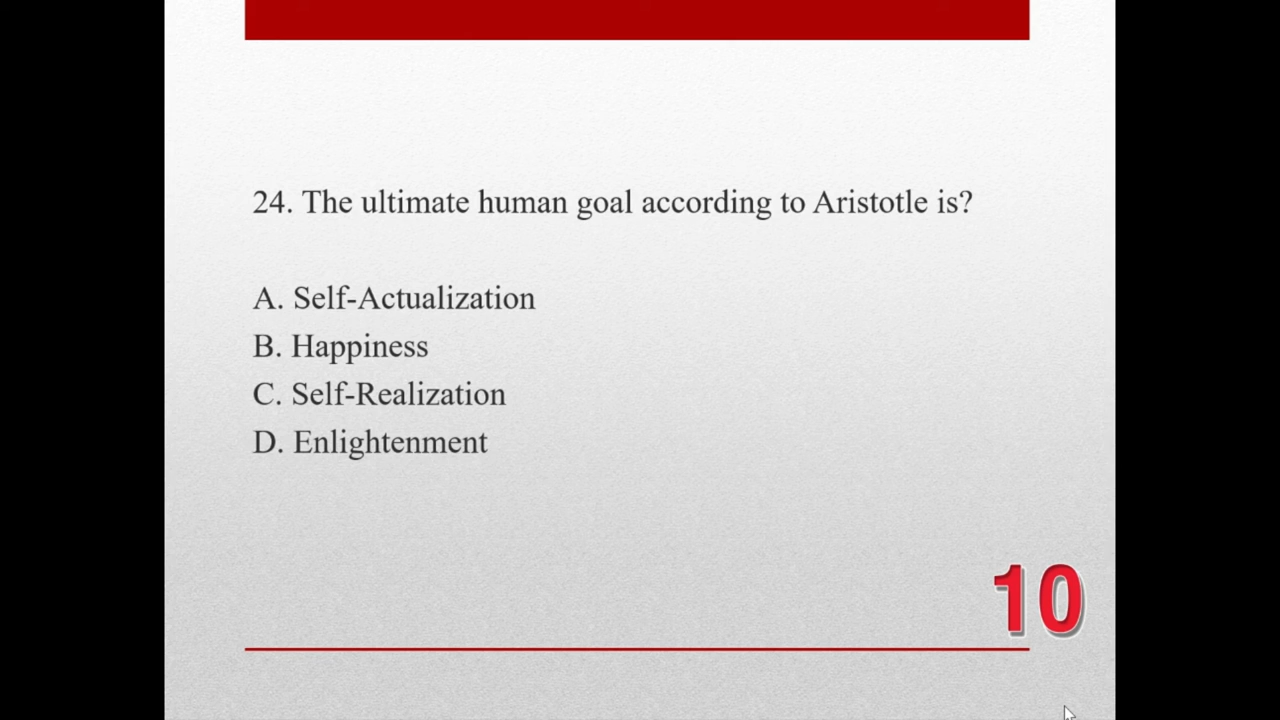 24. The ultimate human goal according to Aristotle is?
A. Self-Actualization
B. Happiness
C. Self-Realization
D. Enlightenment
10